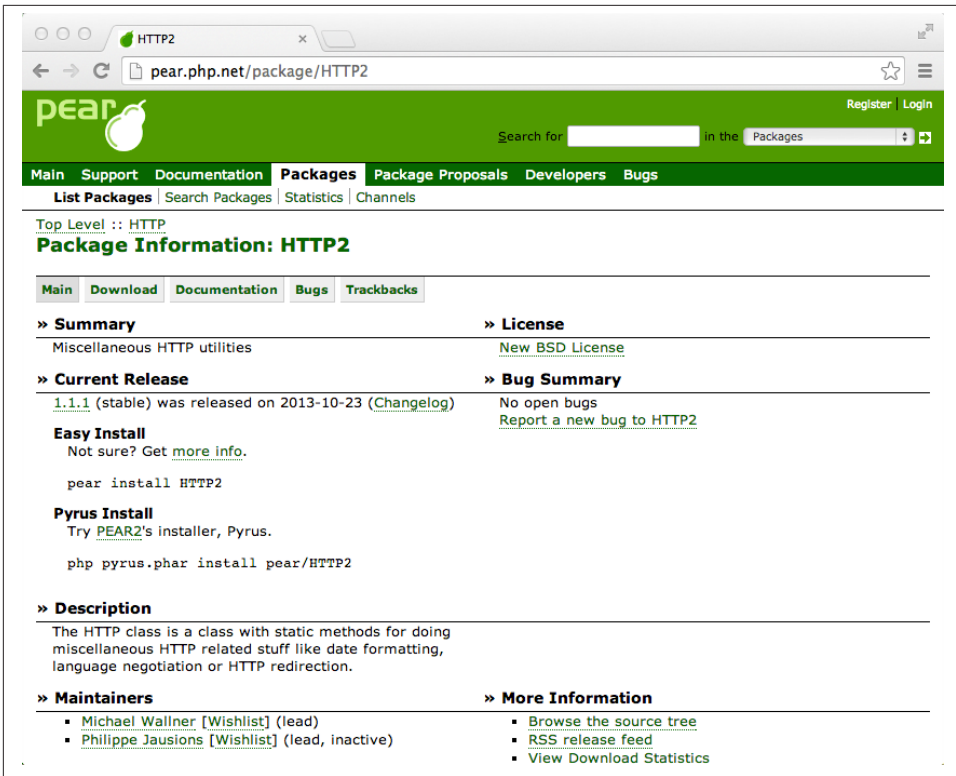 HTTP2
pear.php.net/package/HTTP2
pear
Register | Login
Search for in the Packages
Main Support Documentation Packages Package Proposals Developers Bugs
List Packages | Search Packages | Statistics | Channels
Top Level :: HTTP
Package Information: HTTP2
Main Download Documentation Bugs Trackbacks
» Summary
Miscellaneous HTTP utilities
» License
New BSD License
» Current Release
1.1.1 (stable) was released on 2013-10-23 (Changelog)
Easy Install
Not sure? Get more info.
pear install HTTP2
Pyrus Install
Try PEAR2's installer, Pyrus.
php pyrus.phar install pear/HTTP2
» Bug Summary
No open bugs
Report a new bug to HTTP2
» Description
The HTTP class is a class with static methods for doing
miscellaneous HTTP related stuff like date formatting,
language negotiation or HTTP redirection.
» Maintainers
▪ Michael Wallner [Wishlist] (lead)
▪ Philippe Jausions [Wishlist] (lead, inactive)
» More Information
▪ Browse the source tree
▪ RSS release feed
▪ View Download Statistics